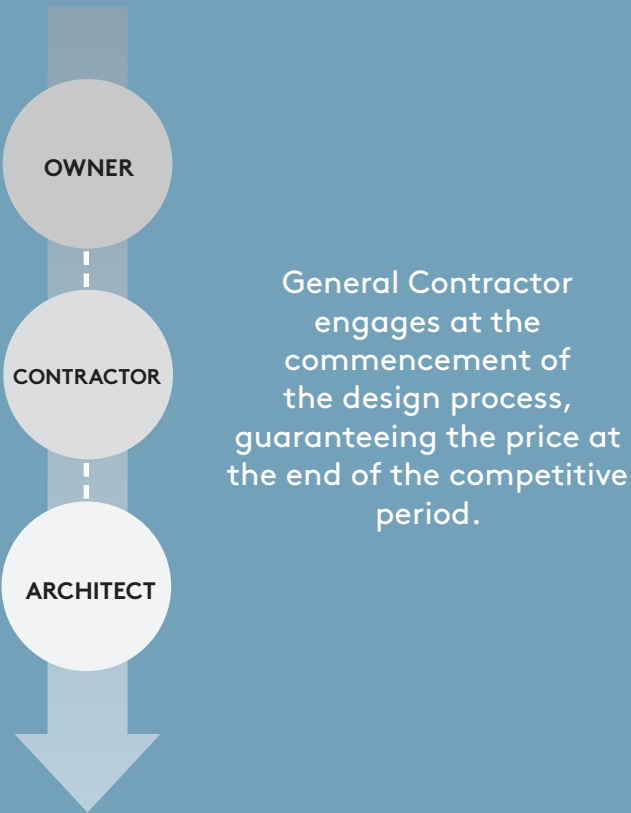 OWNER
CONTRACTOR
ARCHITECT
General Contractor
engages at the
commencement of
the design process,
guaranteeing the price at
the end of the competitive
period.